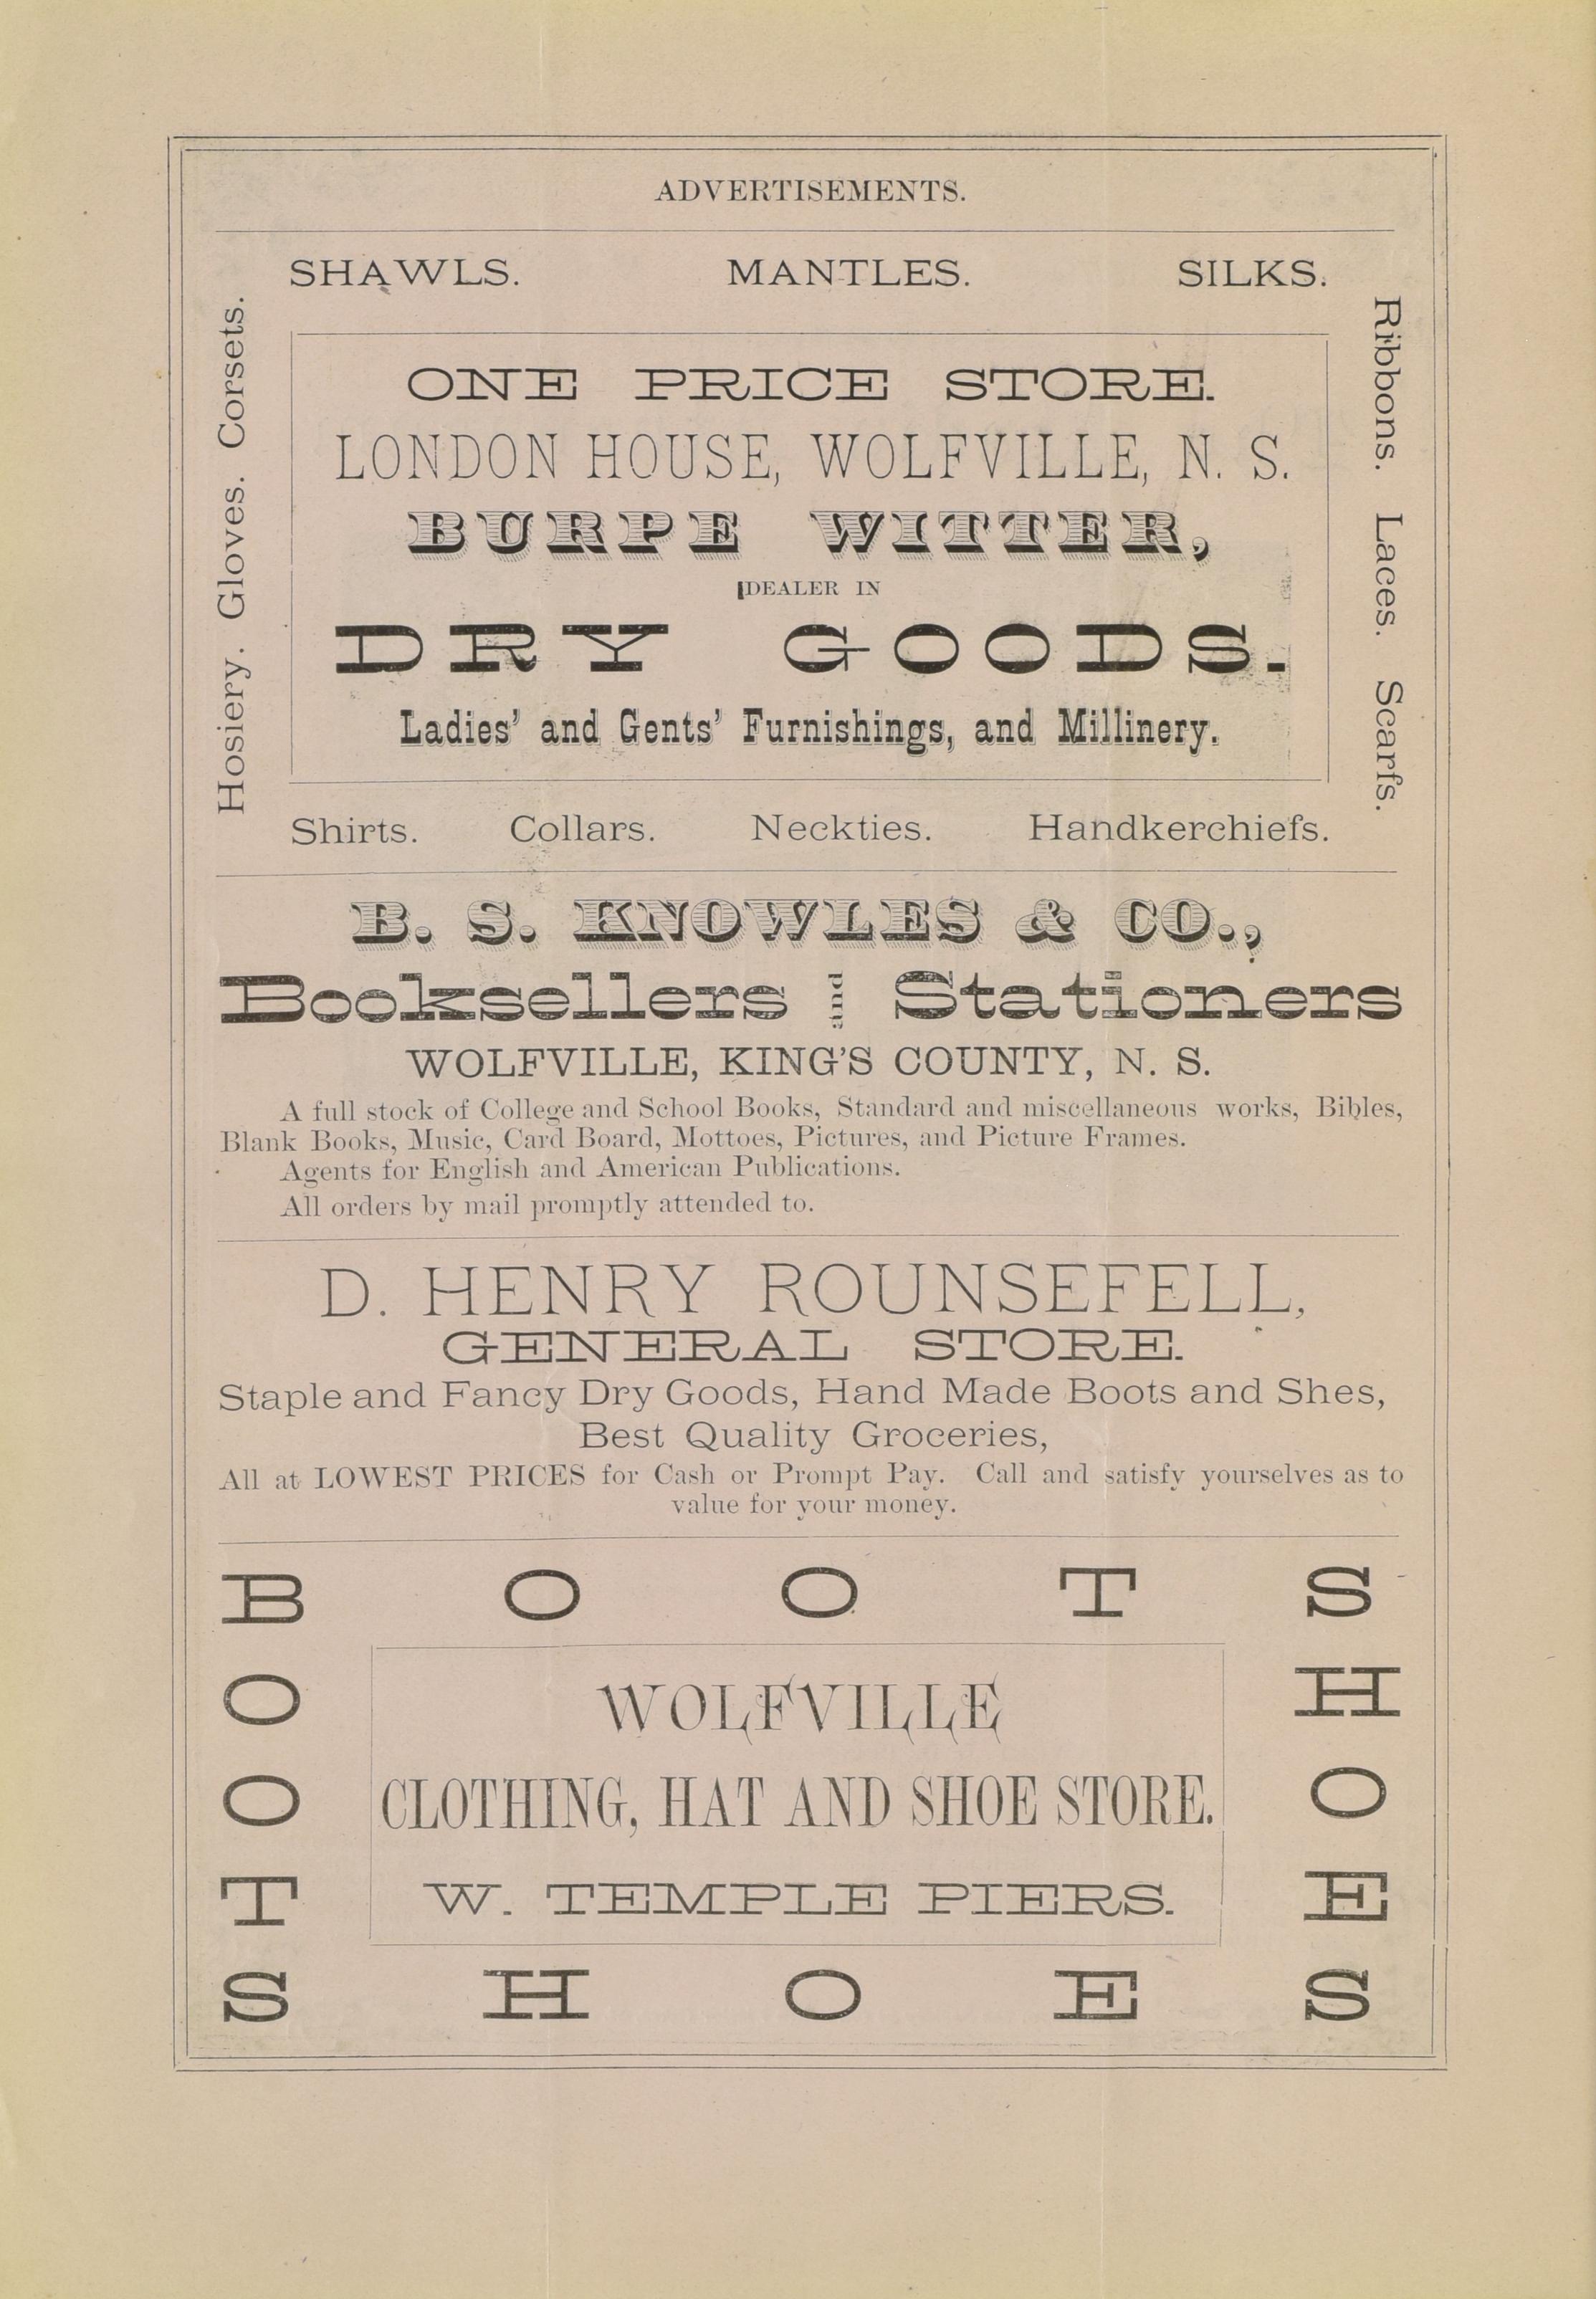 ADVERTISEMENTS.
SHAWLS. MANTLES. SILKS.
Hosiery. Gloves. Corsets.
ONE PRICE STORE.
LONDON HOUSE, WOLFVILLE, N. S.
BURPE WITTER,
DEALER IN
DRY GOODS.
Ladies' and Gents' Furnishings, and Millinery.
Ribbons. Laces. Scarfs.
Shirts. Collars. Neckties. Handkerchiefs.
B. S. KNOWLES & CO.,
Booksellers and Stationers
WOLFVILLE, KING'S COUNTY, N. S.
A full stock of College and School Books, Standard and miscellaneous works, Bibles,
Blank Books, Music, Card Board, Mottoes, Pictures, and Picture Frames.
Agents for English and American Publications.
All orders by mail promptly attended to.
D. HENRY ROUNSEFELL,
GENERAL STORE.
Staple and Fancy Dry Goods, Hand Made Boots and Shes,
Best Quality Groceries,
All at LOWEST PRICES for Cash or Prompt Pay. Call and satisfy yourselves as to
value for your money.
BOOTS
BOOTS
WOLFVILLE
CLOTHING, HAT AND SHOE STORE.
W. TEMPLE PIERS.
SHOES
SHOES